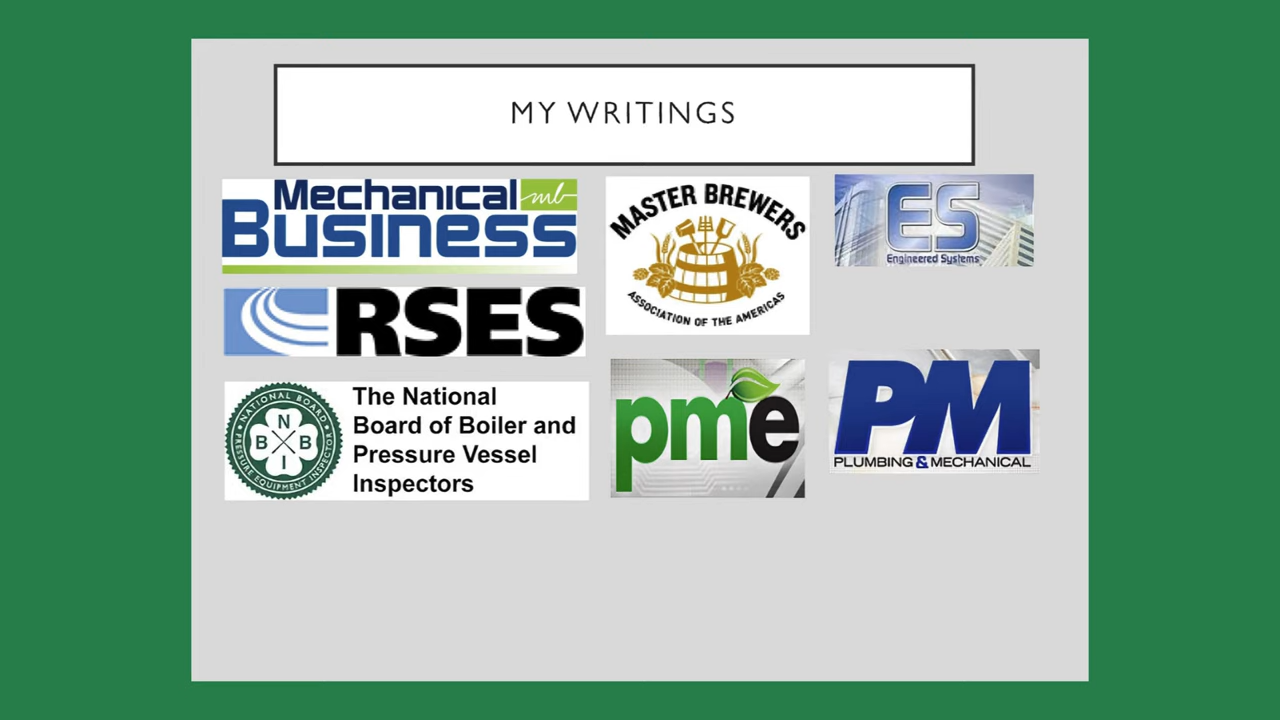 MY WRITINGS
Mechanical mb
Business
MASTER BREWERS
ASSOCIATION OF THE AMERICAS
ES
Engineered Systems
RSES
NATIONAL BOARD
PRESSURE EQUIPMENT INSPECTOR
N
B B
I
The National
Board of Boiler and
Pressure Vessel
Inspectors
pme
PM
PLUMBING & MECHANICAL